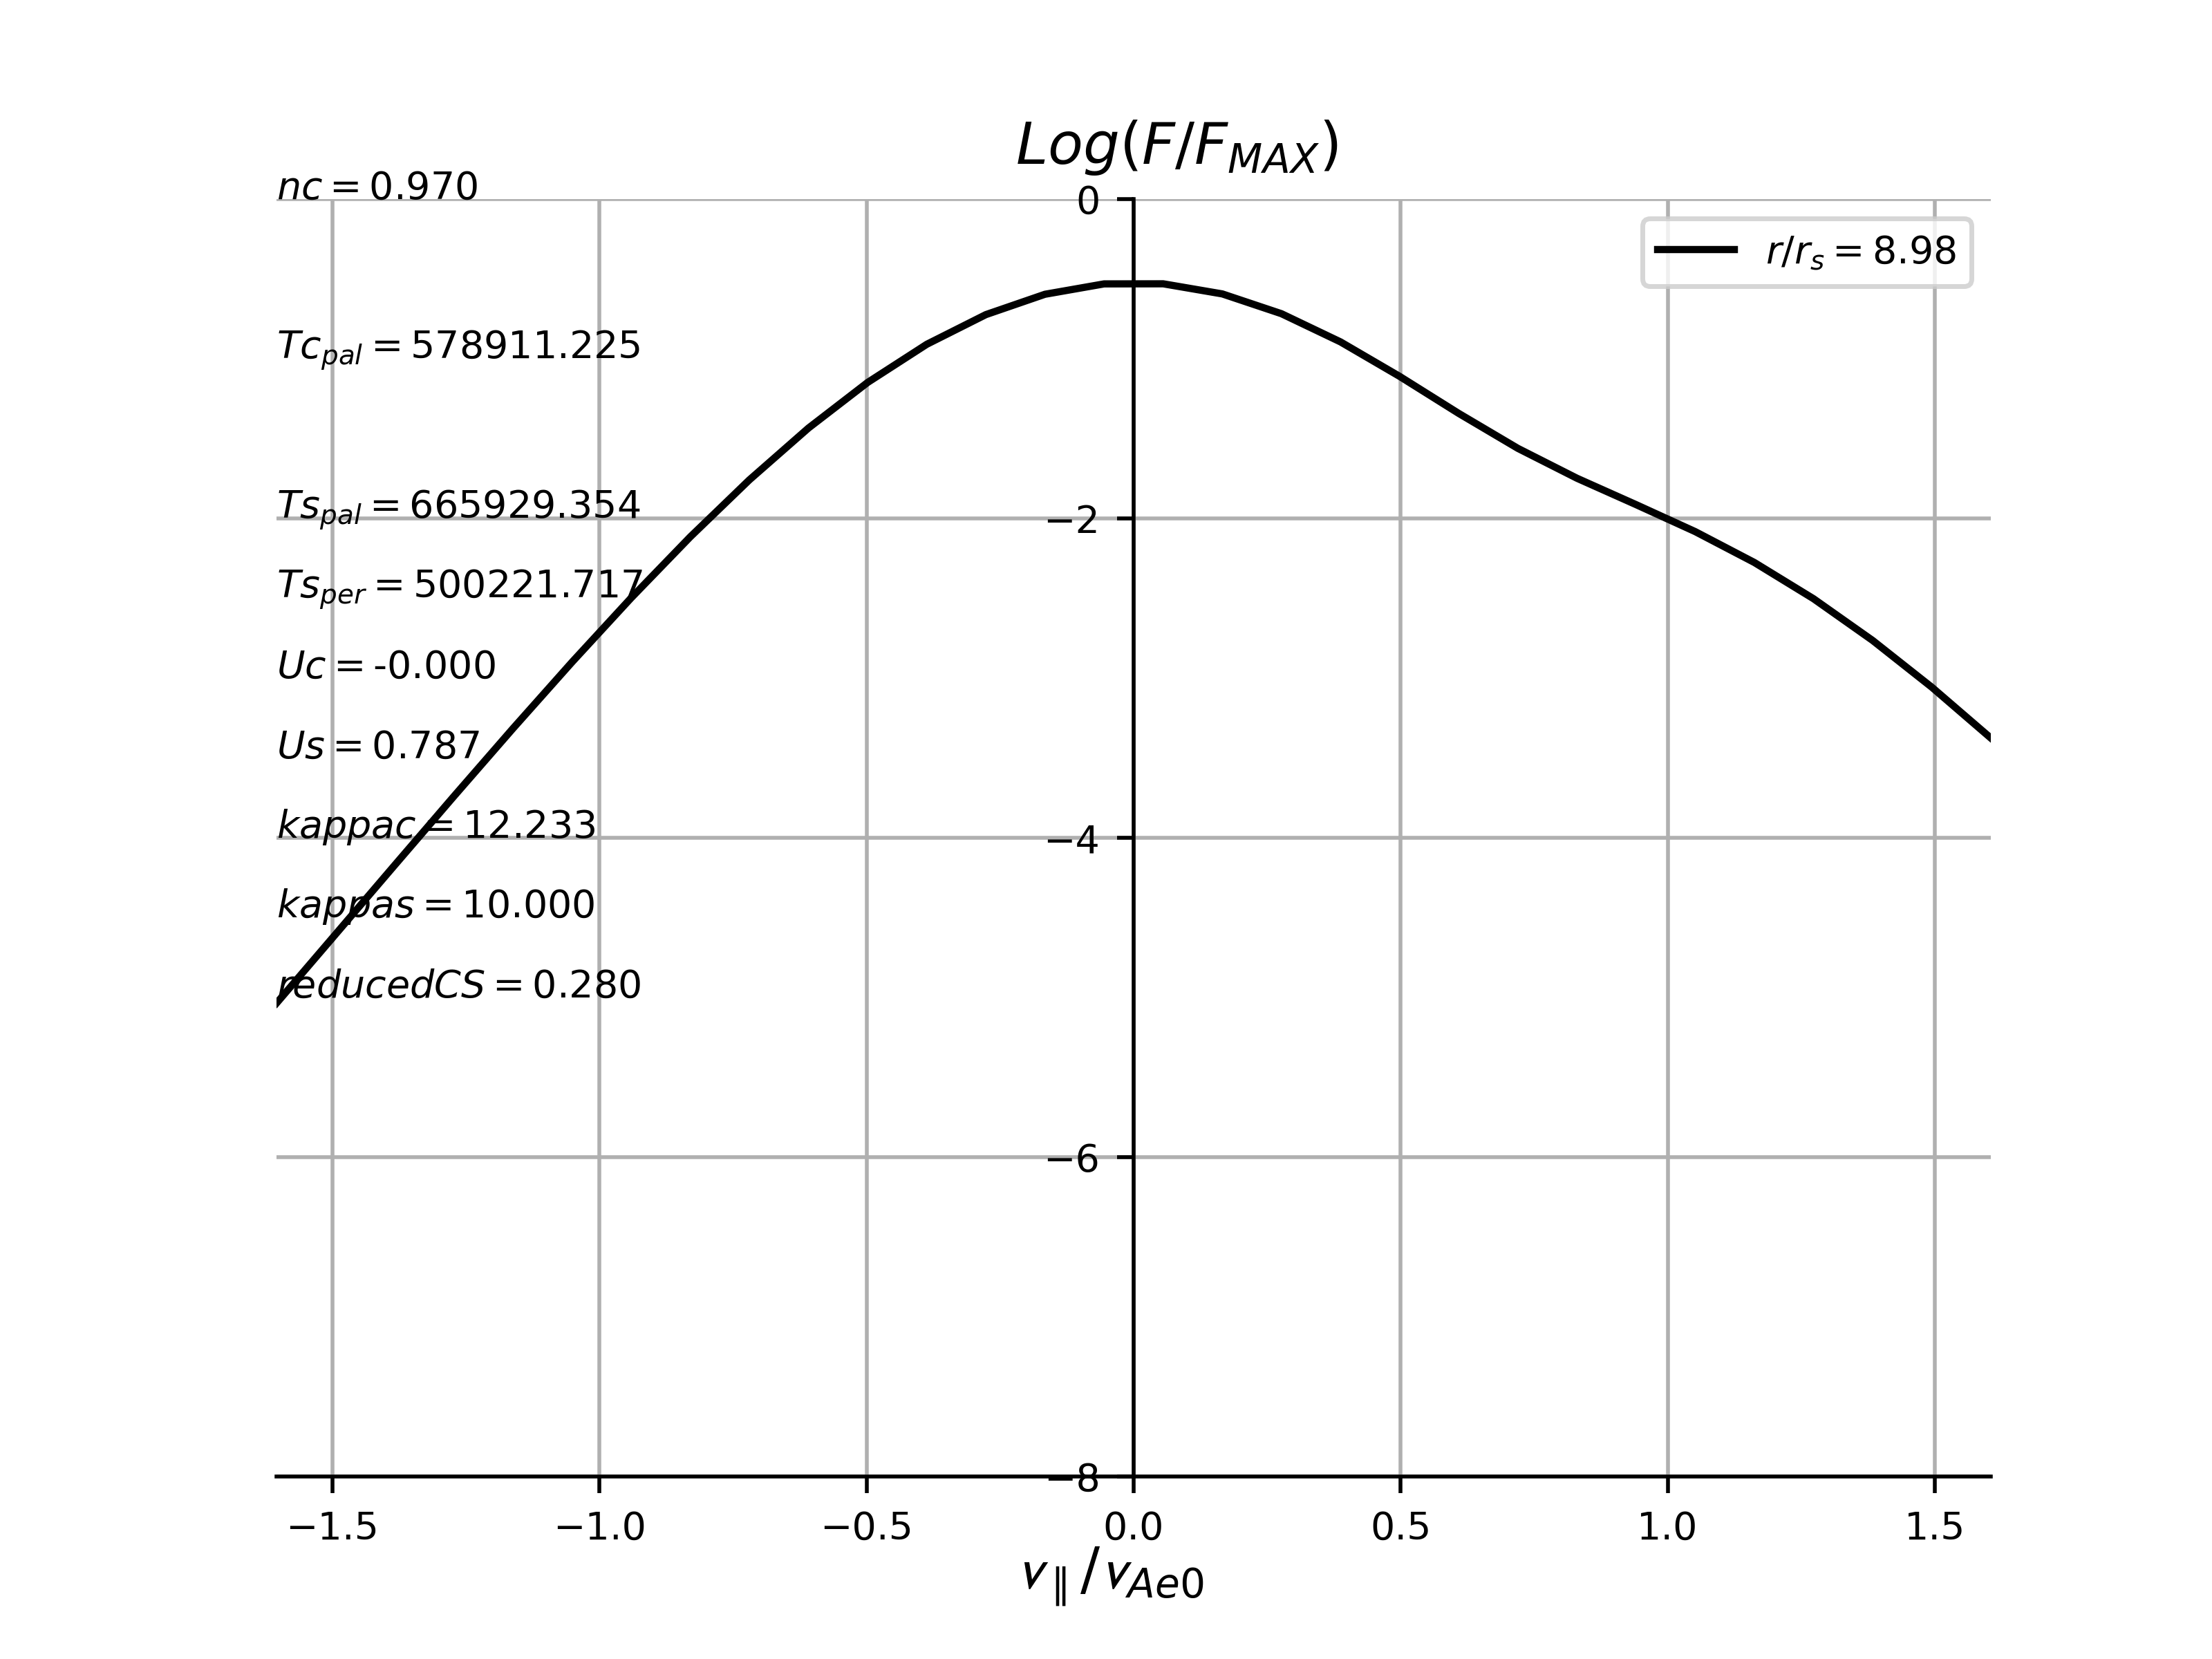 Log(F/F_MAX)
nc = 0.970
0
r/r_s = 8.98
Tc_pal = 578911.225
Ts_pal = 665929.354
−2
Ts_per = 500221.717
Uc = -0.000
Us = 0.787
kappac = 12.233
−4
kappas = 10.000
reducedCS = 0.280
−6
−8
−1.5 −1.0 −0.5 0.0 0.5 1.0 1.5
v_∥/v_Ae0